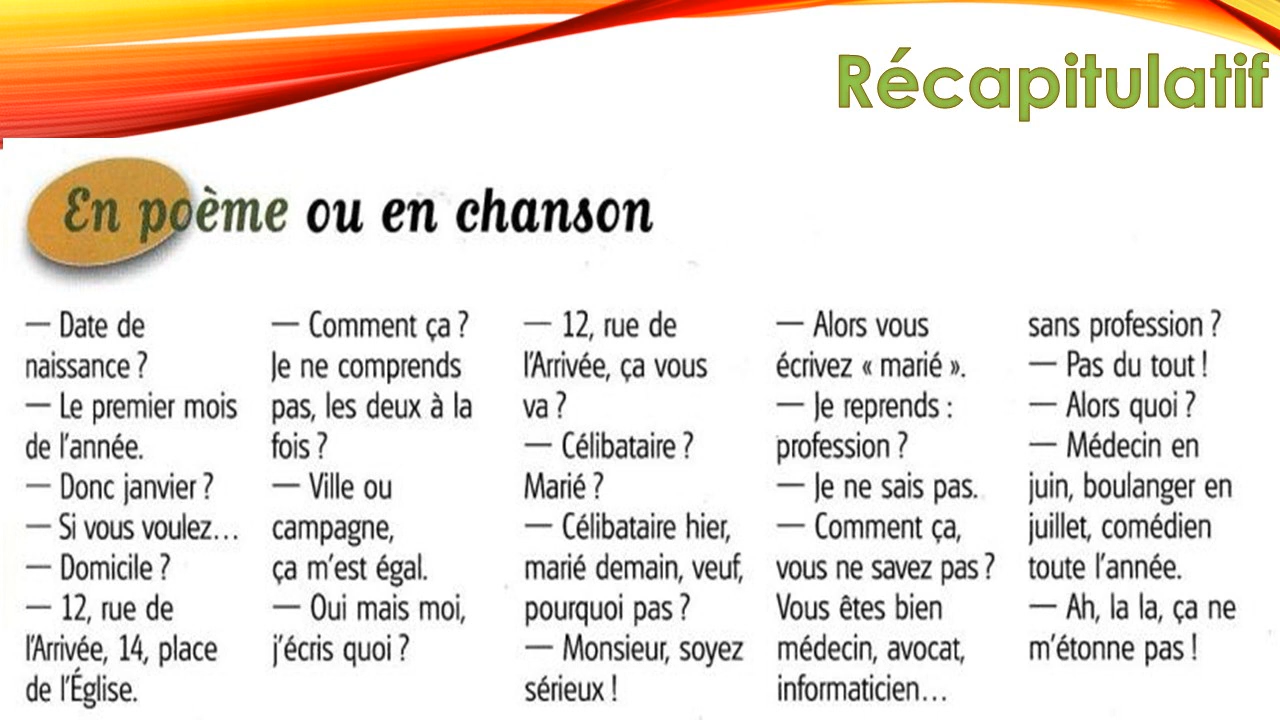 Récapitulatif
En poème ou en chanson
— Date de
naissance ?
— Le premier mois
de l'année.
— Donc janvier ?
— Si vous voulez...
— Domicile ?
— 12, rue de
l'Arrivée, 14, place
de l'Église.
— Comment ça ?
Je ne comprends
pas, les deux à la
fois ?
— Ville ou
campagne,
ça m'est égal.
— Oui mais moi,
j'écris quoi ?
— 12, rue de
l'Arrivée, ça vous
va ?
— Célibataire ?
Marié ?
— Célibataire hier,
marié demain, veuf,
pourquoi pas ?
— Monsieur, soyez
sérieux !
— Alors vous
écrivez « marié ».
— Je reprends :
profession ?
— Je ne sais pas.
— Comment ça,
vous ne savez pas ?
Vous êtes bien
médecin, avocat,
informaticien...
sans profession ?
— Pas du tout !
— Alors quoi ?
— Médecin en
juin, boulanger en
juillet, comédien
toute l'année.
— Ah, la la, ça ne
m'étonne pas !